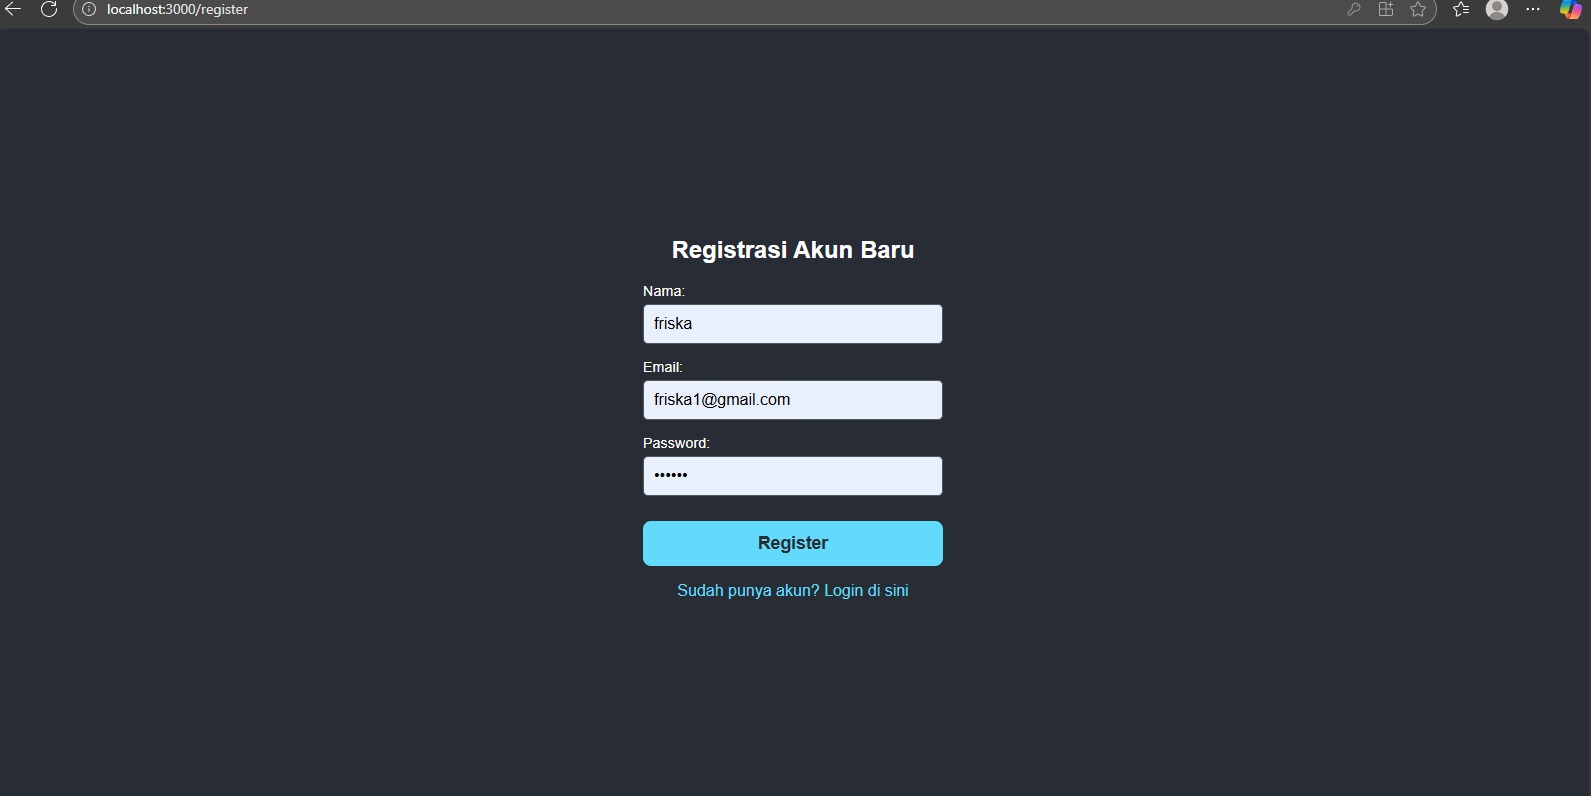 localhost:3000/register
Registrasi Akun Baru
Nama:
friska
Email:
friska1@gmail.com
Password:
••••••
Register
Sudah punya akun? Login di sini